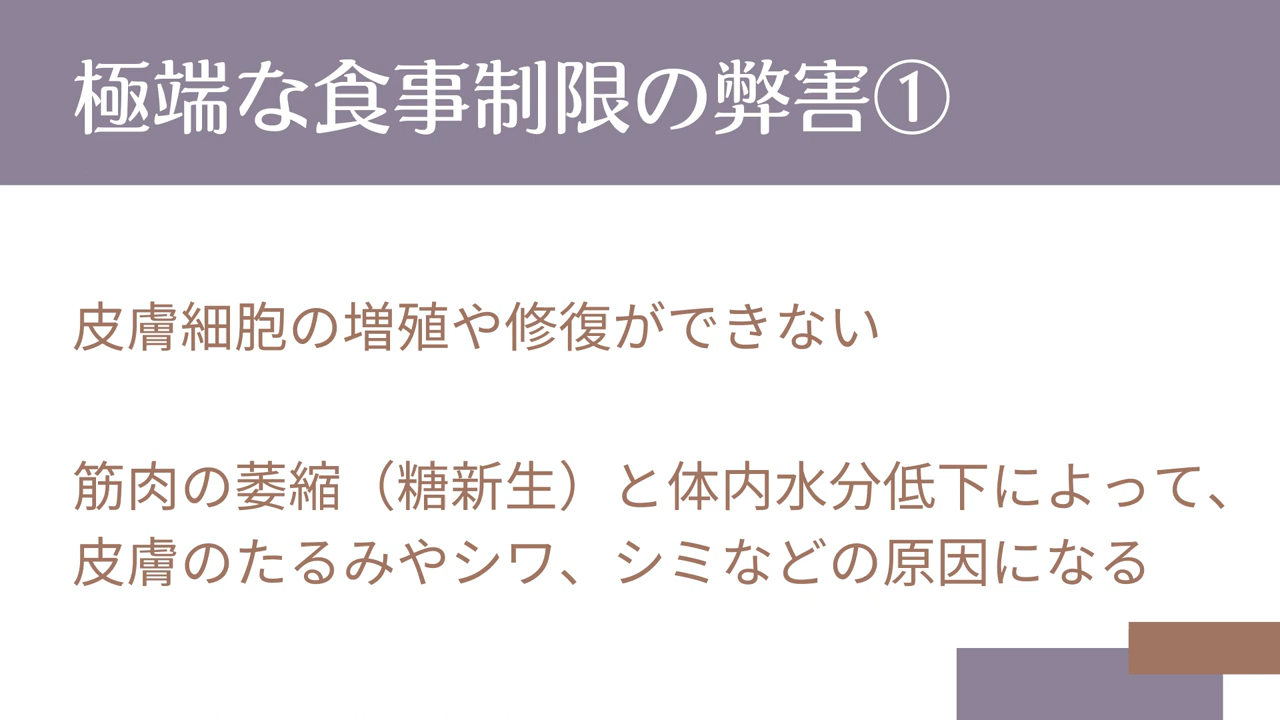 極端な食事制限の弊害①
皮膚細胞の増殖や修復ができない
筋肉の萎縮（糖新生）と体内水分低下によって、
皮膚のたるみやシワ、シミなどの原因になる